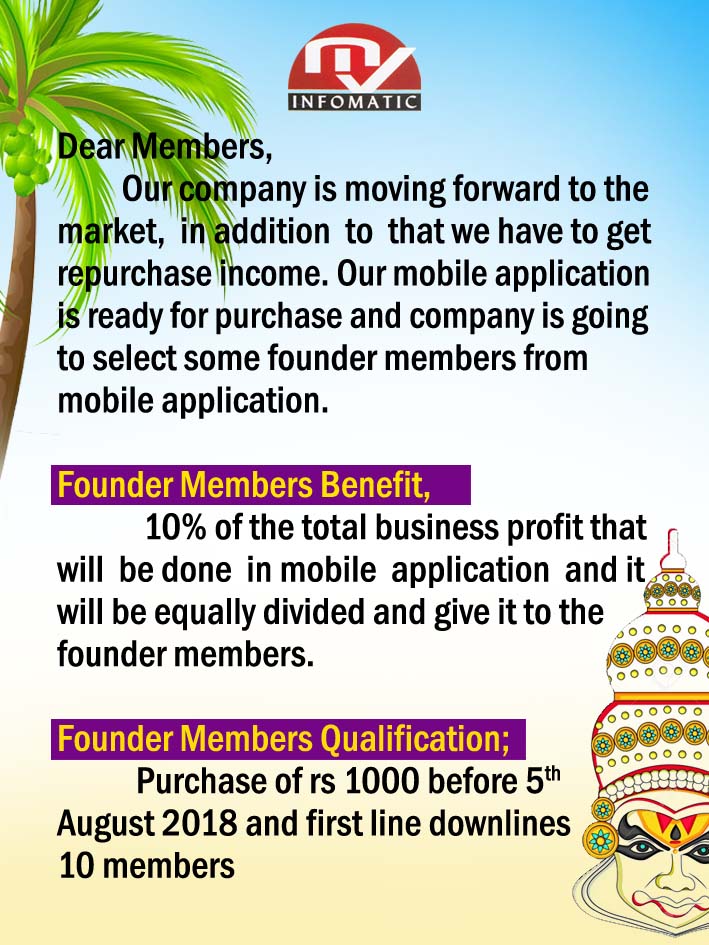 INFOMATIC
Dear Members,
Our company is moving forward to the
market, in addition to that we have to get
repurchase income. Our mobile application
is ready for purchase and company is going
to select some founder members from
mobile application.
Founder Members Benefit,
10% of the total business profit that
will be done in mobile application and it
will be equally divided and give it to the
founder members.
Founder Members Qualification;
Purchase of rs 1000 before 5th
August 2018 and first line downlines
10 members